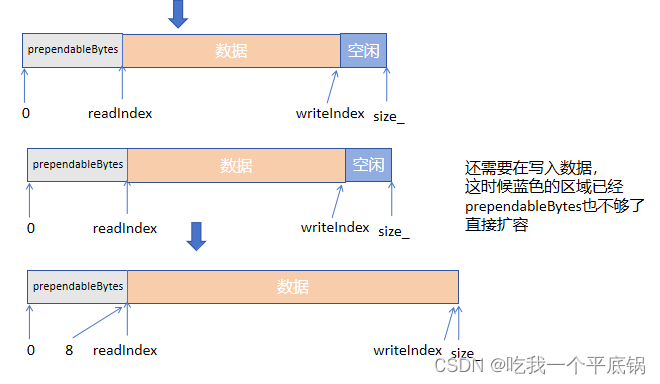 prependableBytes 数据 空闲
0 readIndex writeIndex size_
prependableBytes 数据 空闲
0 readIndex writeIndex size_
还需要在写入数据，
这时候蓝色的区域已经
prependableBytes也不够了
直接扩容
prependableBytes 数据
0 8 readIndex writeIndex size_
CSDN @吃我一个平底锅